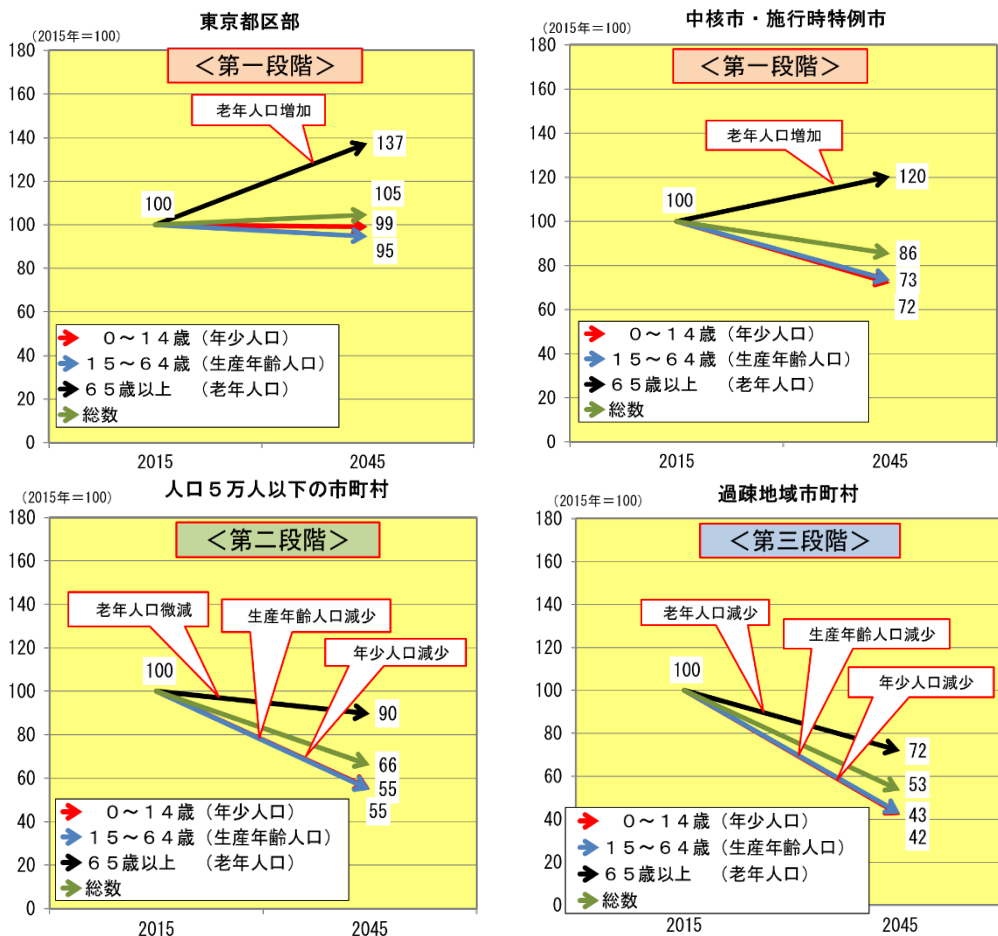 東京都区部
(2015年＝100)
＜第一段階＞
老年人口増加
180
160
140
120
100
80
60
40
20
0
100
137
105
99
95
０～１４歳（年少人口）
１５～６４歳（生産年齢人口）
６５歳以上　（老年人口）
総数
2015
2045
中核市・施行時特例市
(2015年＝100)
＜第一段階＞
老年人口増加
180
160
140
120
100
80
60
40
20
0
100
120
86
73
72
０～１４歳（年少人口）
１５～６４歳（生産年齢人口）
６５歳以上　（老年人口）
総数
2015
2045
人口５万人以下の市町村
(2015年＝100)
＜第二段階＞
老年人口微減
生産年齢人口減少
年少人口減少
180
160
140
120
100
80
60
40
20
0
100
90
66
55
55
０～１４歳（年少人口）
１５～６４歳（生産年齢人口）
６５歳以上　（老年人口）
総数
2015
2045
過疎地域市町村
(2015年＝100)
＜第三段階＞
老年人口減少
生産年齢人口減少
年少人口減少
180
160
140
120
100
80
60
40
20
0
100
72
53
43
42
０～１４歳（年少人口）
１５～６４歳（生産年齢人口）
６５歳以上　（老年人口）
総数
2015
2045